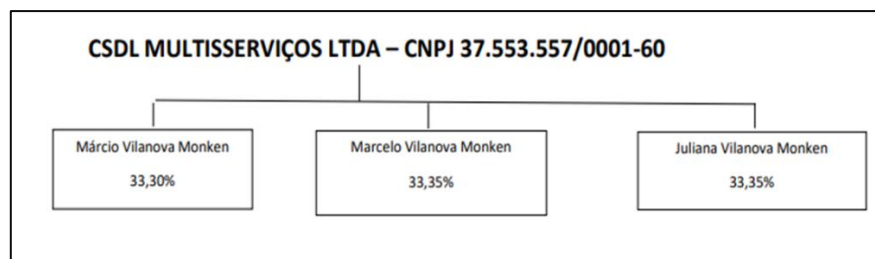 CSDL MULTISSERVIÇOS LTDA – CNPJ 37.553.557/0001-60
Márcio Vilanova Monken
33,30%
Marcelo Vilanova Monken
33,35%
Juliana Vilanova Monken
33,35%